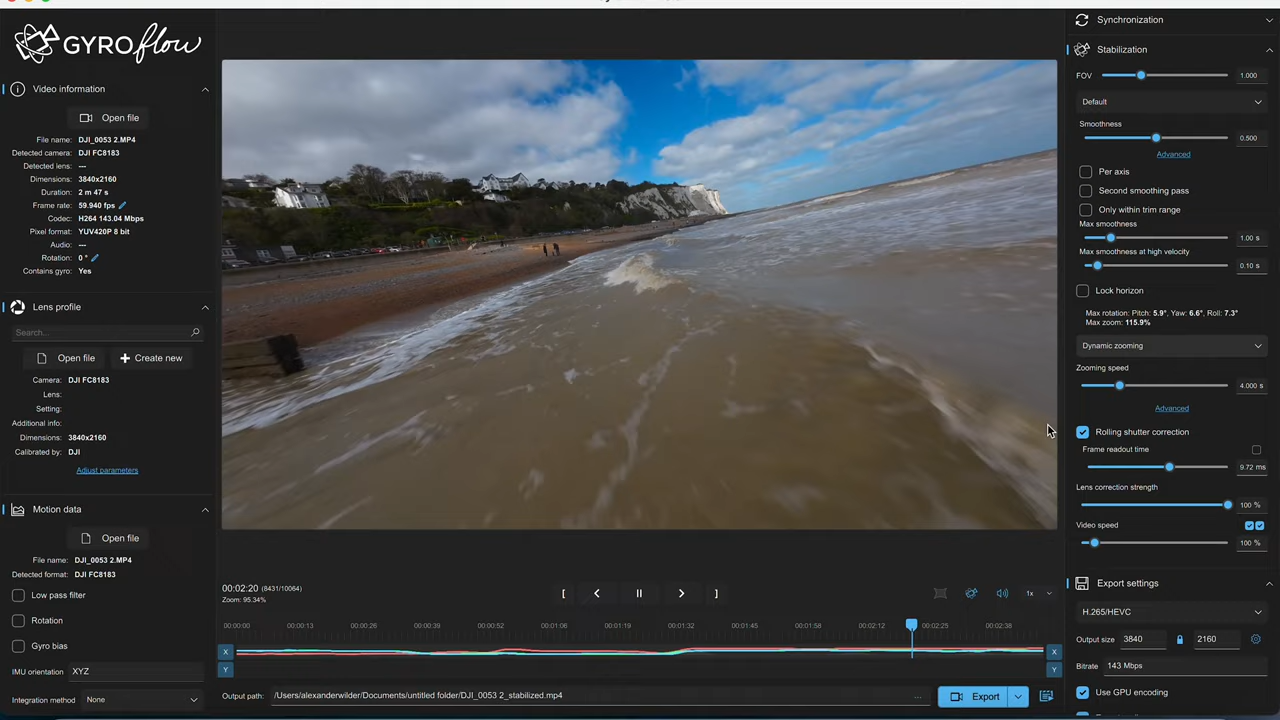 GYROflow
Video information
Open file
File name: DJI_0053 2.MP4
Detected camera: DJI FC8183
Detected lens: ---
Dimensions: 3840x2160
Duration: 2 m 47 s
Frame rate: 59.940 fps
Codec: H264 143.04 Mbps
Pixel format: YUV420P 8 bit
Audio: ---
Rotation: 0 °
Contains gyro: Yes
Lens profile
Search...
Open file
Create new
Camera: DJI FC8183
Lens:
Setting:
Additional info:
Dimensions: 3840x2160
Calibrated by: DJI
Adjust parameters
Motion data
Open file
File name: DJI_0053 2.MP4
Detected format: DJI FC8183
Low pass filter
Rotation
Gyro bias
IMU orientation XYZ
Integration method None
00:02:20 (8431/10064)
Zoom: 95.34%
[ ]
1x
00:00:00 00:00:13 00:00:26 00:00:39 00:00:52 00:01:06 00:01:19 00:01:32 00:01:45 00:01:58 00:02:12 00:02:25 00:02:38
X X
Y Y
Output path: /Users/alexanderwilder/Documents/untitled folder/DJI_0053 2_stabilized.mp4 ...
Export
Synchronization
Stabilization
FOV 1.000
Default
Smoothness
0.500
Advanced
Per axis
Second smoothing pass
Only within trim range
Max smoothness
1.00 s
Max smoothness at high velocity
0.10 s
Lock horizon
Max rotation: Pitch: 5.9°, Yaw: 6.6°, Roll: 7.3°
Max zoom: 115.9%
Dynamic zooming
Zooming speed
4.000 s
Advanced
Rolling shutter correction
Frame readout time
9.72 ms
Lens correction strength
100 %
Video speed
100 %
Export settings
H.265/HEVC
Output size 3840 2160
Bitrate 143 Mbps
Use GPU encoding